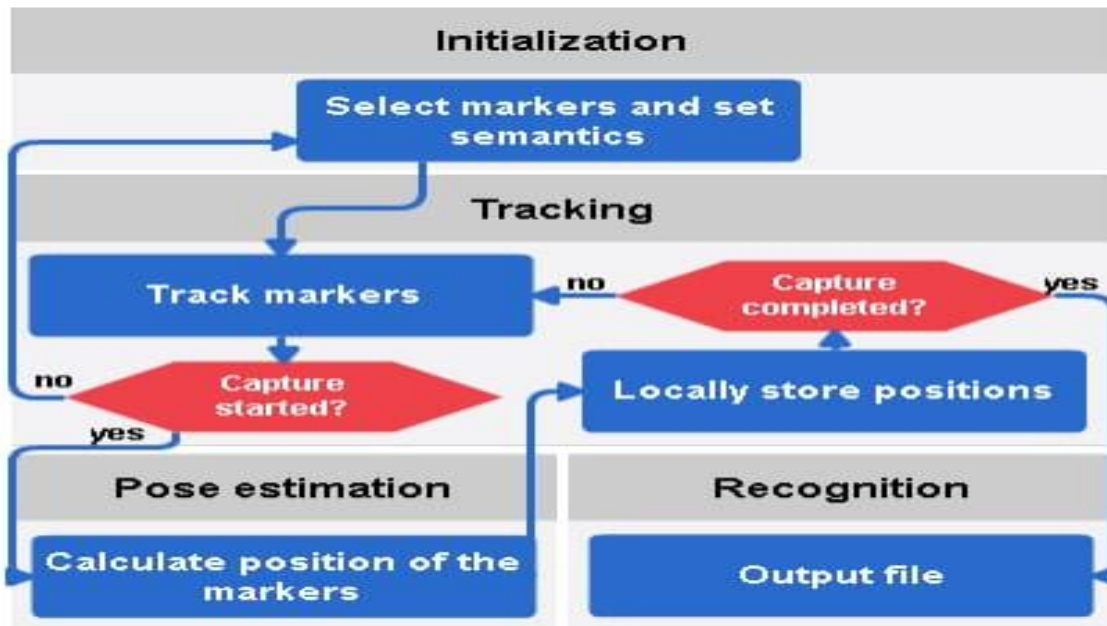 Initialization
Select markers and set
semantics
Tracking
Track markers
no
Capture
completed?
yes
Capture
started?
no
yes
Locally store positions
Pose estimation
Calculate position of the
markers
Recognition
Output file